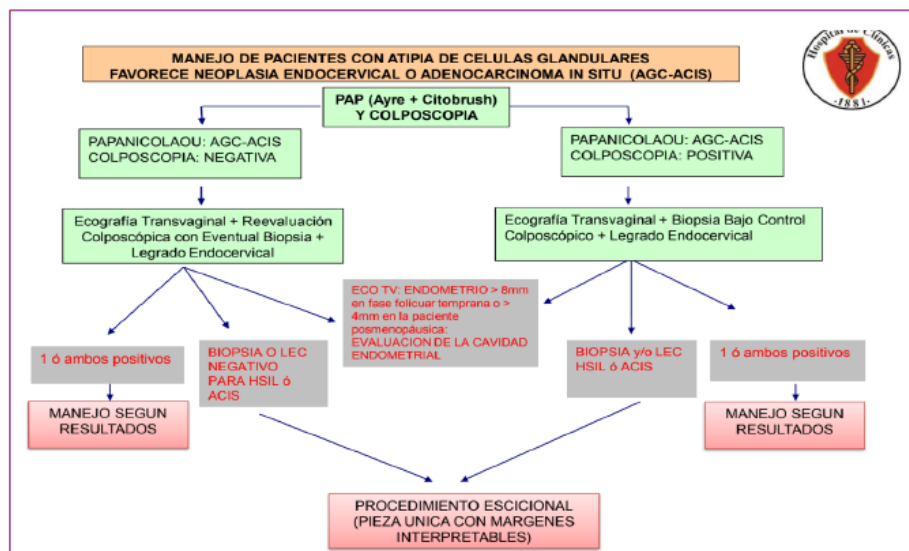 MANEJO DE PACIENTES CON ATIPIA DE CELULAS GLANDULARES
FAVORECE NEOPLASIA ENDOCERVICAL O ADENOCARCINOMA IN SITU (AGC-ACIS)
Hospital de Clínicas
.1881.
PAP (Ayre + Citobrush)
Y COLPOSCOPIA
PAPANICOLAOU: AGC-ACIS
COLPOSCOPIA: NEGATIVA
PAPANICOLAOU: AGC-ACIS
COLPOSCOPIA: POSITIVA
Ecografía Transvaginal + Reevaluación
Colposcópica con Eventual Biopsia +
Legrado Endocervical
Ecografía Transvaginal + Biopsia Bajo Control
Colposcópico + Legrado Endocervical
ECO TV: ENDOMETRIO > 8mm
en fase folicuar temprana o >
4mm en la paciente
posmenopáusica:
EVALUACION DE LA CAVIDAD
ENDOMETRIAL
1 ó ambos positivos
BIOPSIA O LEC
NEGATIVO
PARA HSIL ó
ACIS
BIOPSIA y/o LEC
HSIL ó ACIS
1 ó ambos positivos
MANEJO SEGUN
RESULTADOS
MANEJO SEGUN
RESULTADOS
PROCEDIMIENTO ESCICIONAL
(PIEZA UNICA CON MARGENES
INTERPRETABLES)